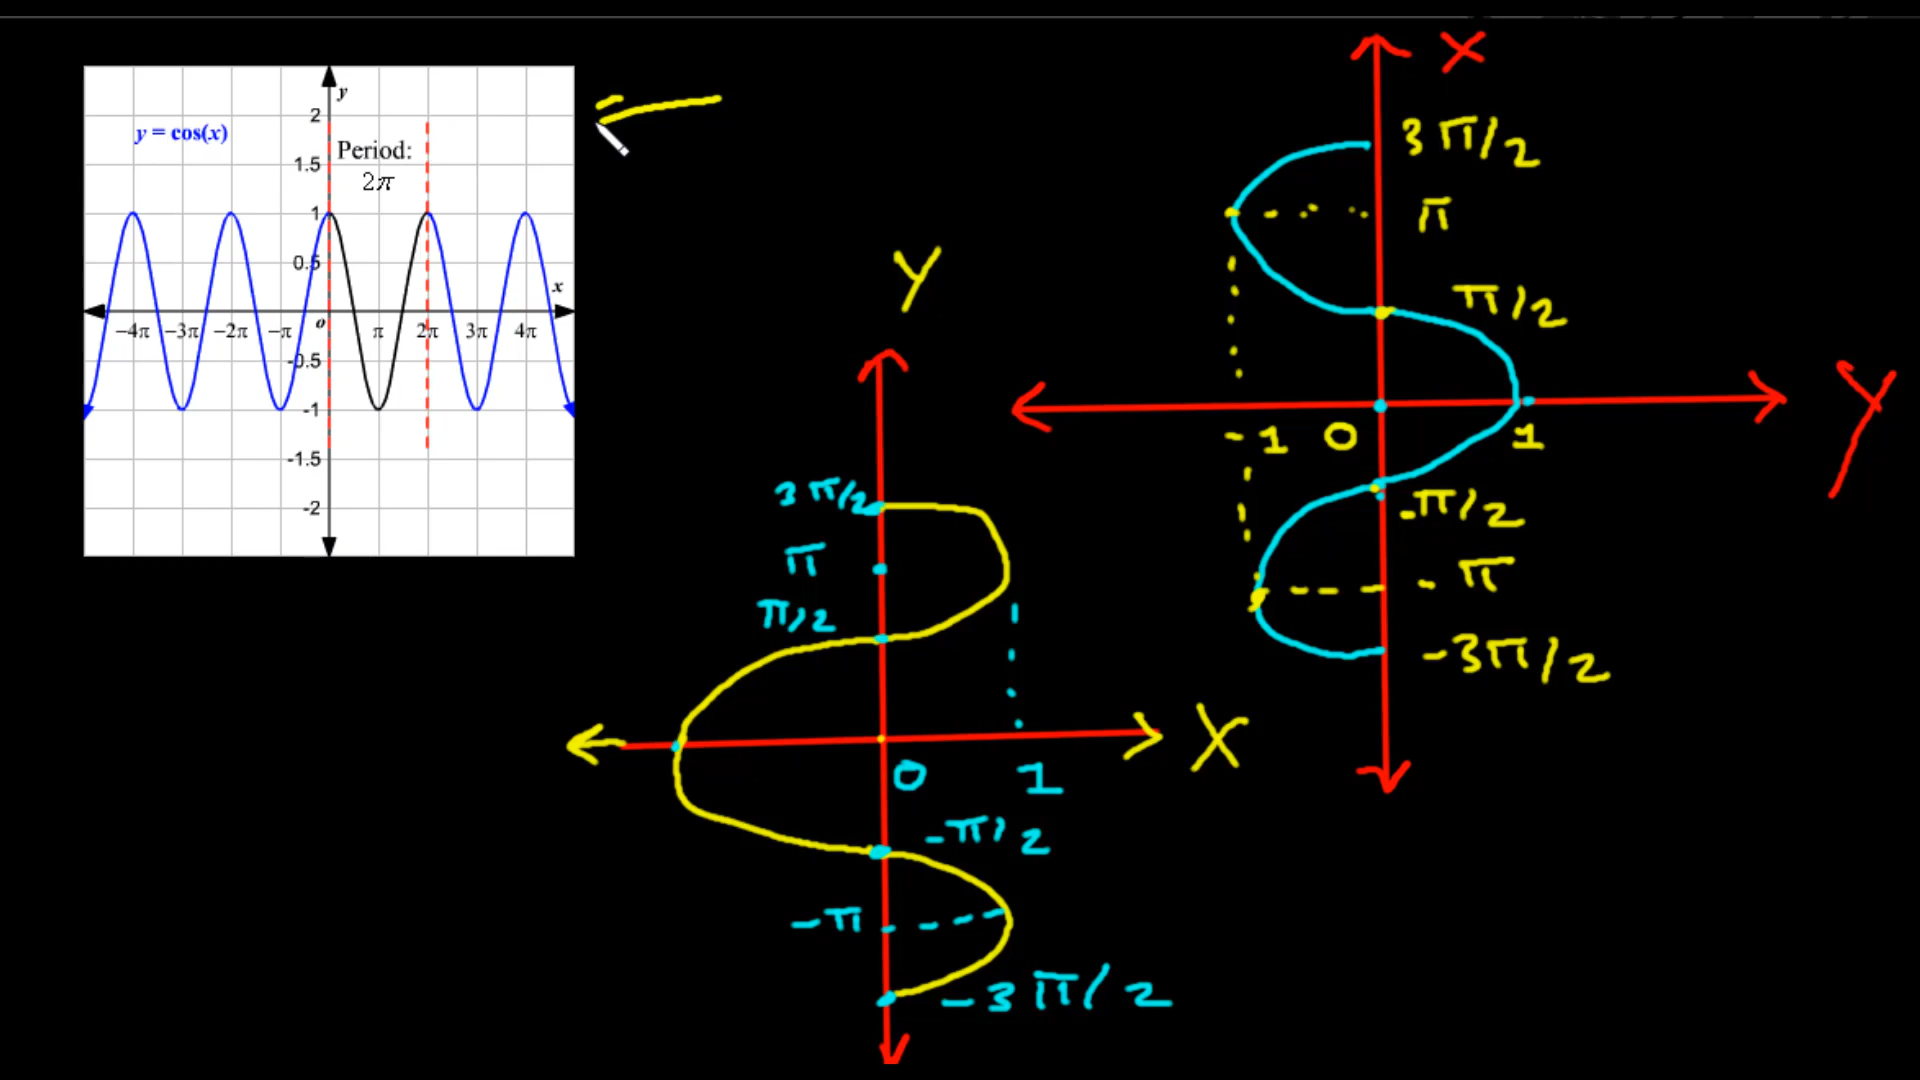 y
2
y = cos(x)
Period:
1.5
2π
1
0.5
x
o
−4π −3π −2π −π π 2π 3π 4π
-0.5
-1
-1.5
-2
X
3π/2
π
π/2
Y
-1 0 1
-π/2
-π
-3π/2
Y
3π/2
π
π/2
X
0 1
-π/2
-π
-3π/2